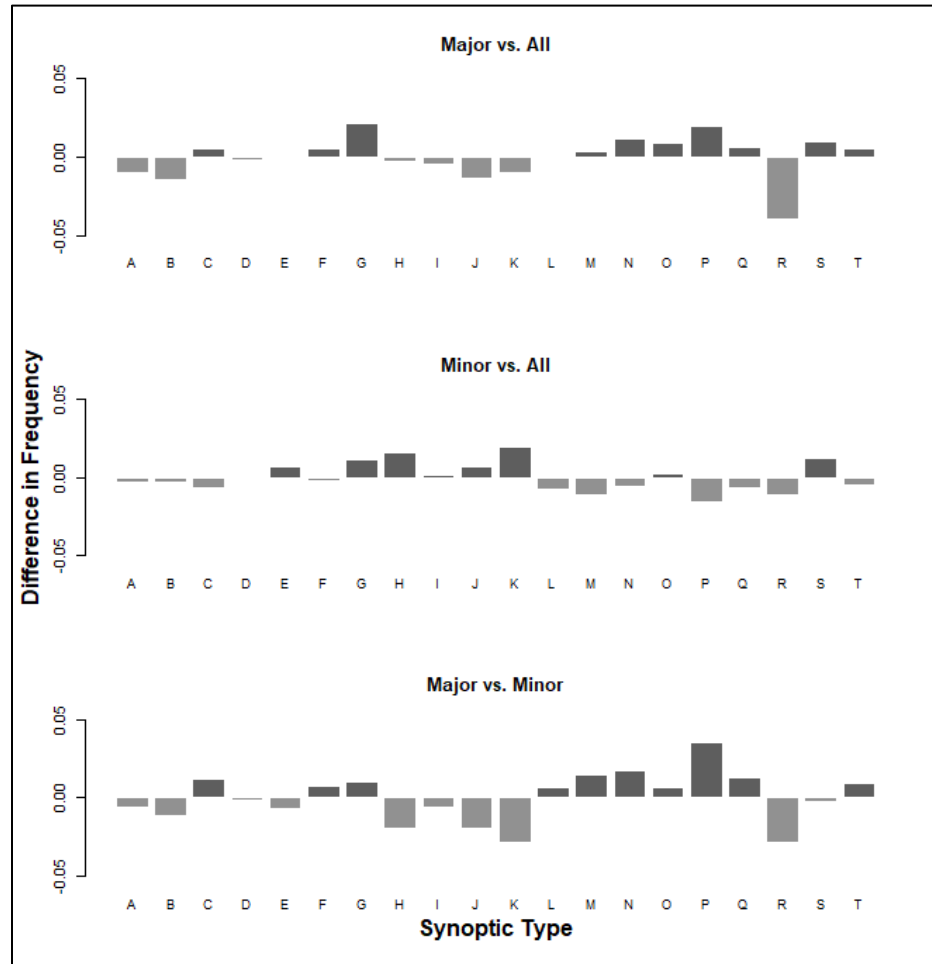 Major vs. All
0.05
0.00
-0.05
A B C D E F G H I J K L M N O P Q R S T
Minor vs. All
0.05
0.00
-0.05
A B C D E F G H I J K L M N O P Q R S T
Difference in Frequency
Major vs. Minor
0.05
0.00
-0.05
A B C D E F G H I J K L M N O P Q R S T
Synoptic Type